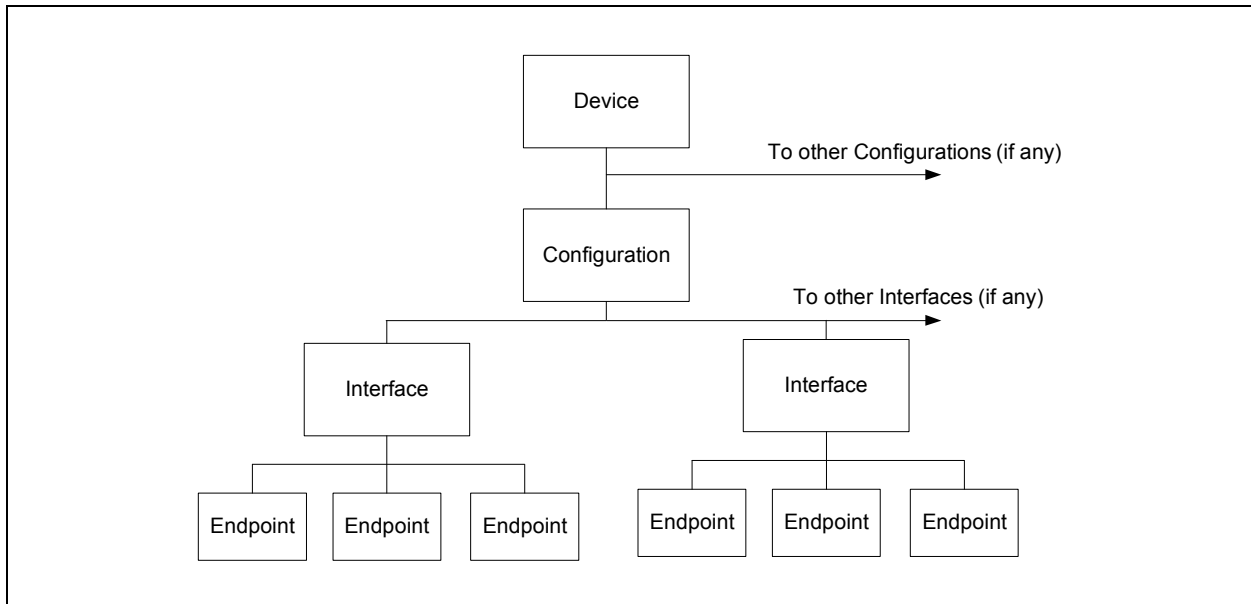 Device
To other Configurations (if any)
Configuration
To other Interfaces (if any)
Interface
Interface
Endpoint
Endpoint
Endpoint
Endpoint
Endpoint
Endpoint